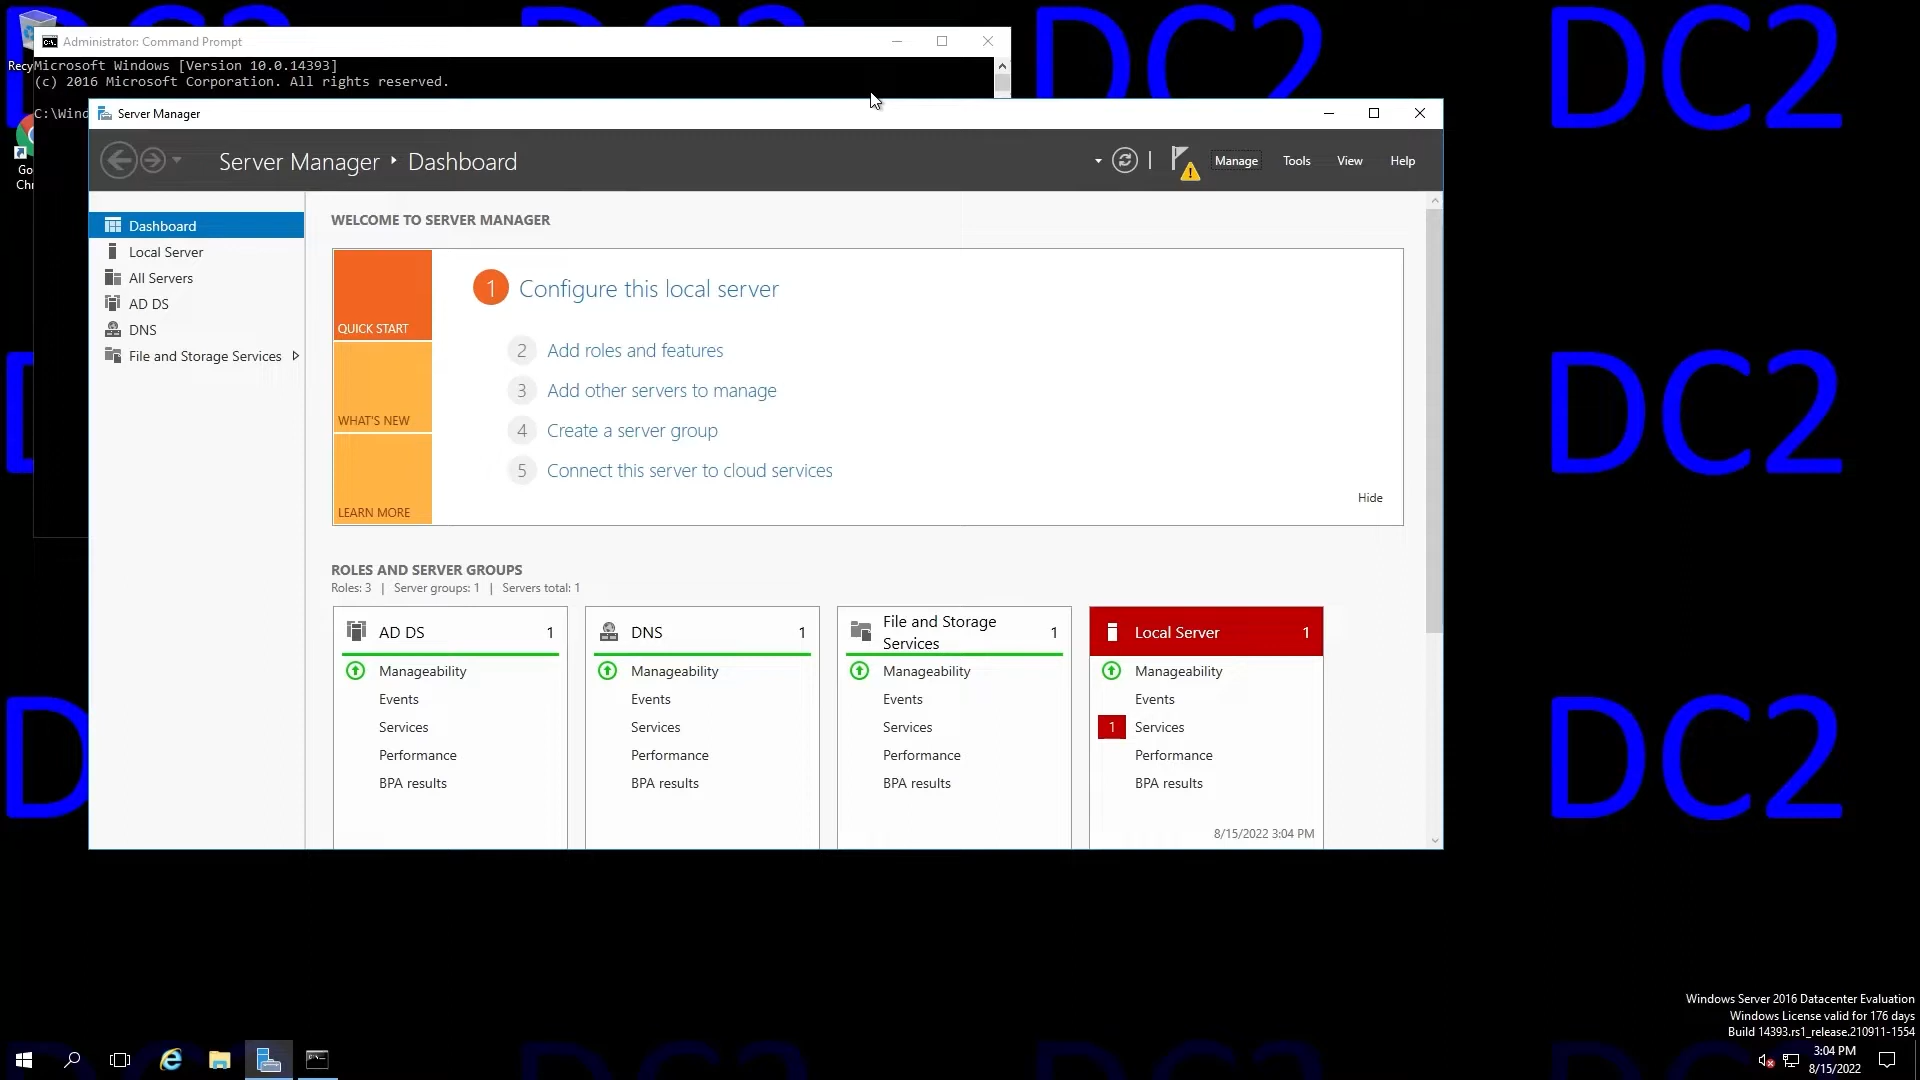 DC2
DC2
DC2
DC2
Administrator: Command Prompt
Recy
Microsoft Windows [Version 10.0.14393]
(c) 2016 Microsoft Corporation. All rights reserved.
C:\Wind
Go
Chr
Server Manager
Server Manager ‣ Dashboard
Manage
Tools
View
Help
Dashboard
Local Server
All Servers
AD DS
DNS
File and Storage Services
WELCOME TO SERVER MANAGER
QUICK START
WHAT'S NEW
LEARN MORE
1 Configure this local server
2 Add roles and features
3 Add other servers to manage
4 Create a server group
5 Connect this server to cloud services
Hide
ROLES AND SERVER GROUPS
Roles: 3 | Server groups: 1 | Servers total: 1
AD DS 1
Manageability
Events
Services
Performance
BPA results
DNS 1
Manageability
Events
Services
Performance
BPA results
File and Storage
Services 1
Manageability
Events
Services
Performance
BPA results
Local Server 1
Manageability
Events
1 Services
Performance
BPA results
8/15/2022 3:04 PM
DC2
DC2
DC2
Windows Server 2016 Datacenter Evaluation
Windows License valid for 176 days
Build 14393.rs1_release.210911-1554
3:04 PM
8/15/2022